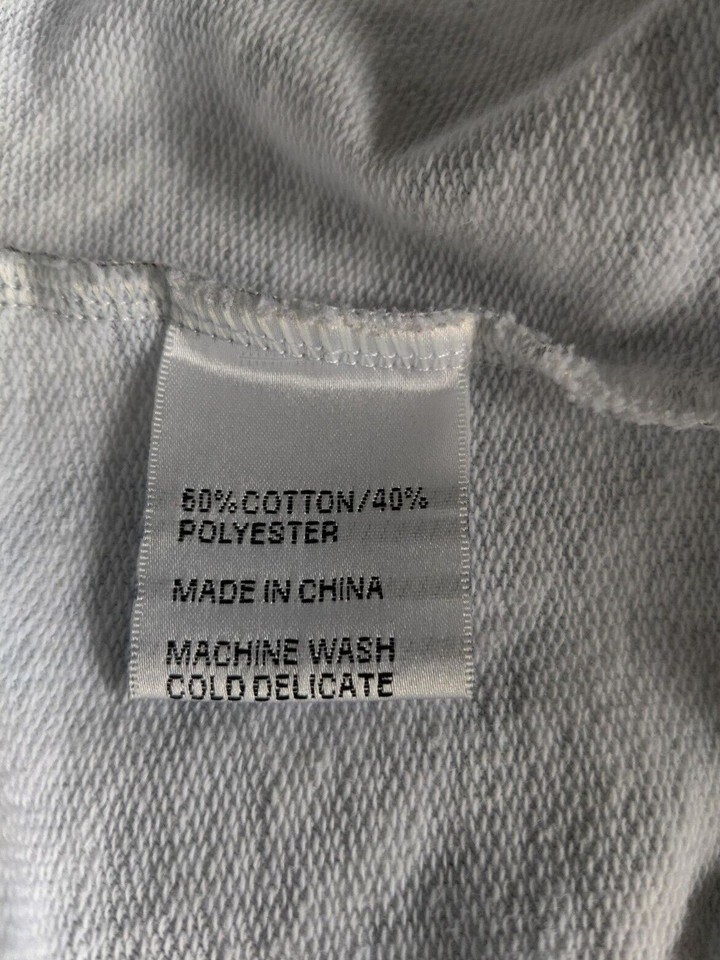 60%COTTON/40%
POLYESTER
MADE IN CHINA
MACHINE WASH
COLD DELICATE